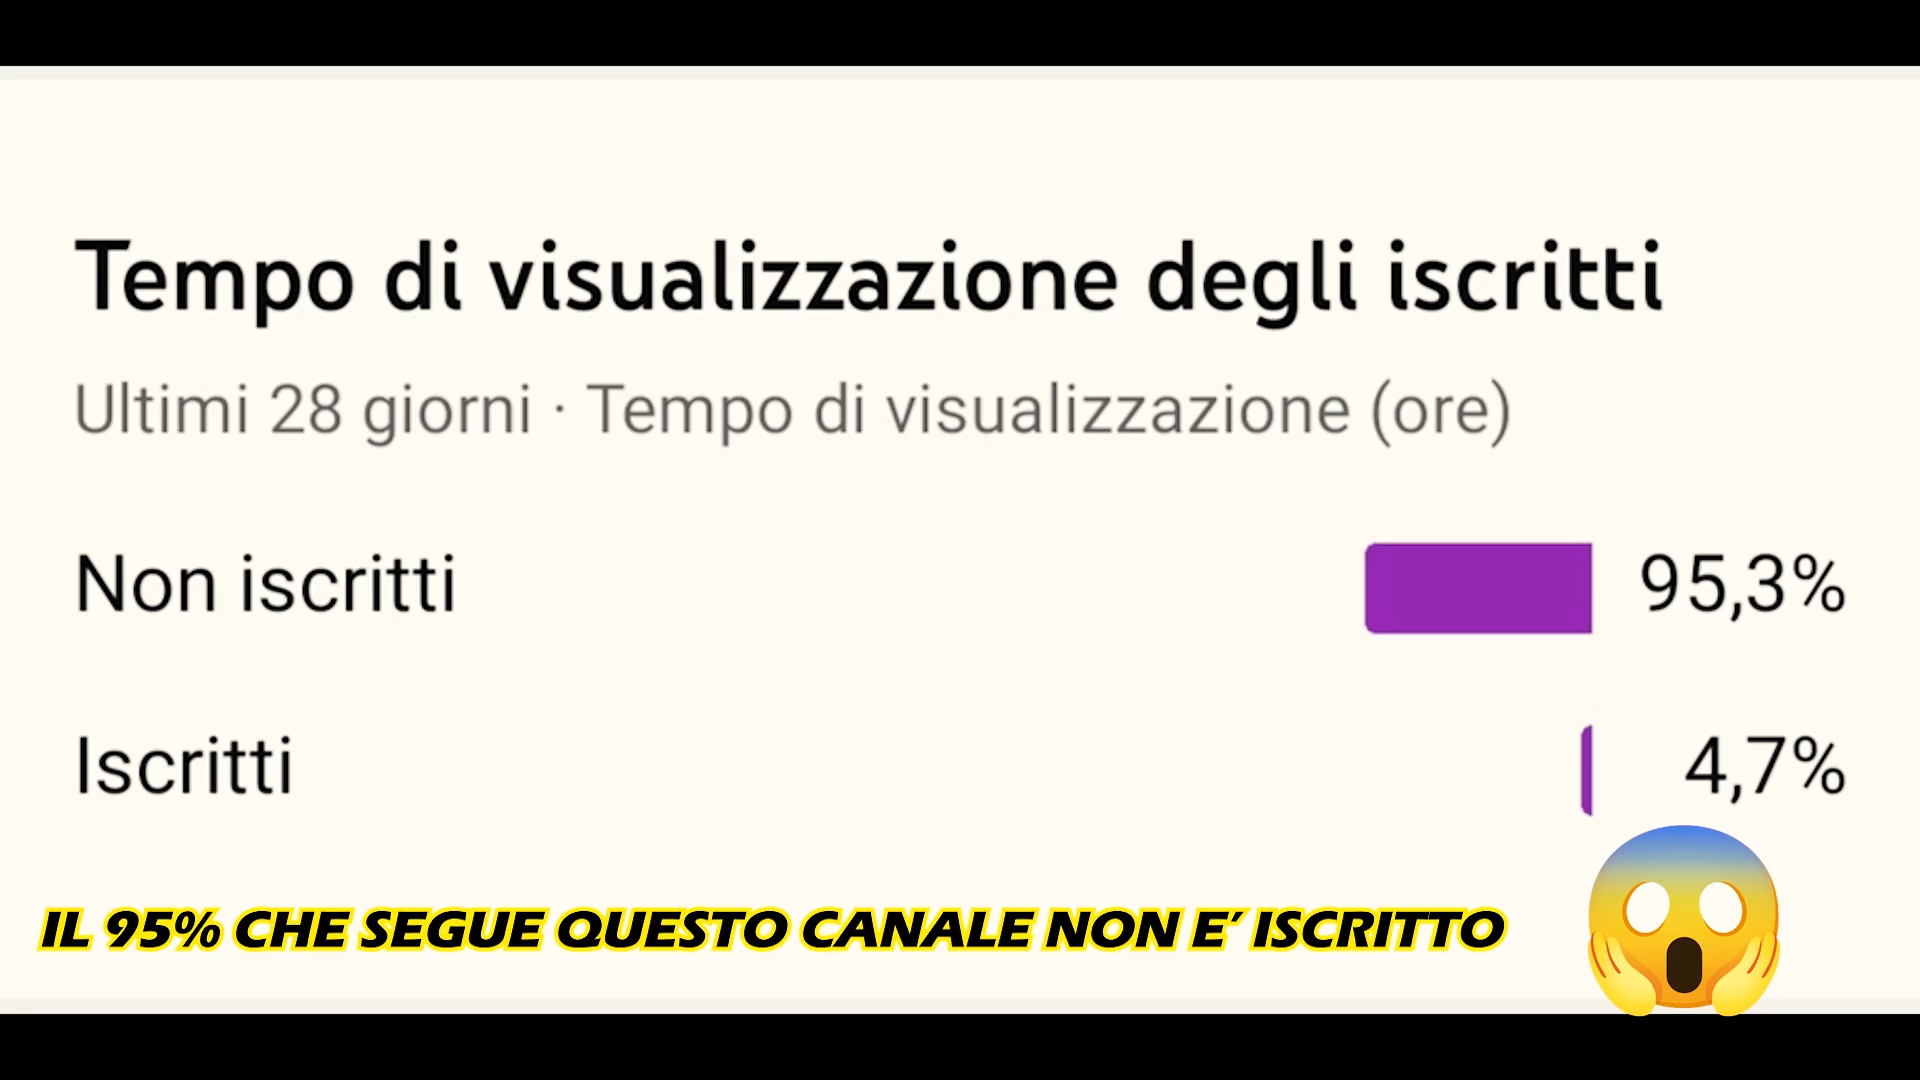 Tempo di visualizzazione degli iscritti
Ultimi 28 giorni · Tempo di visualizzazione (ore)
Non iscritti 95,3%
Iscritti 4,7%
IL 95% CHE SEGUE QUESTO CANALE NON E' ISCRITTO